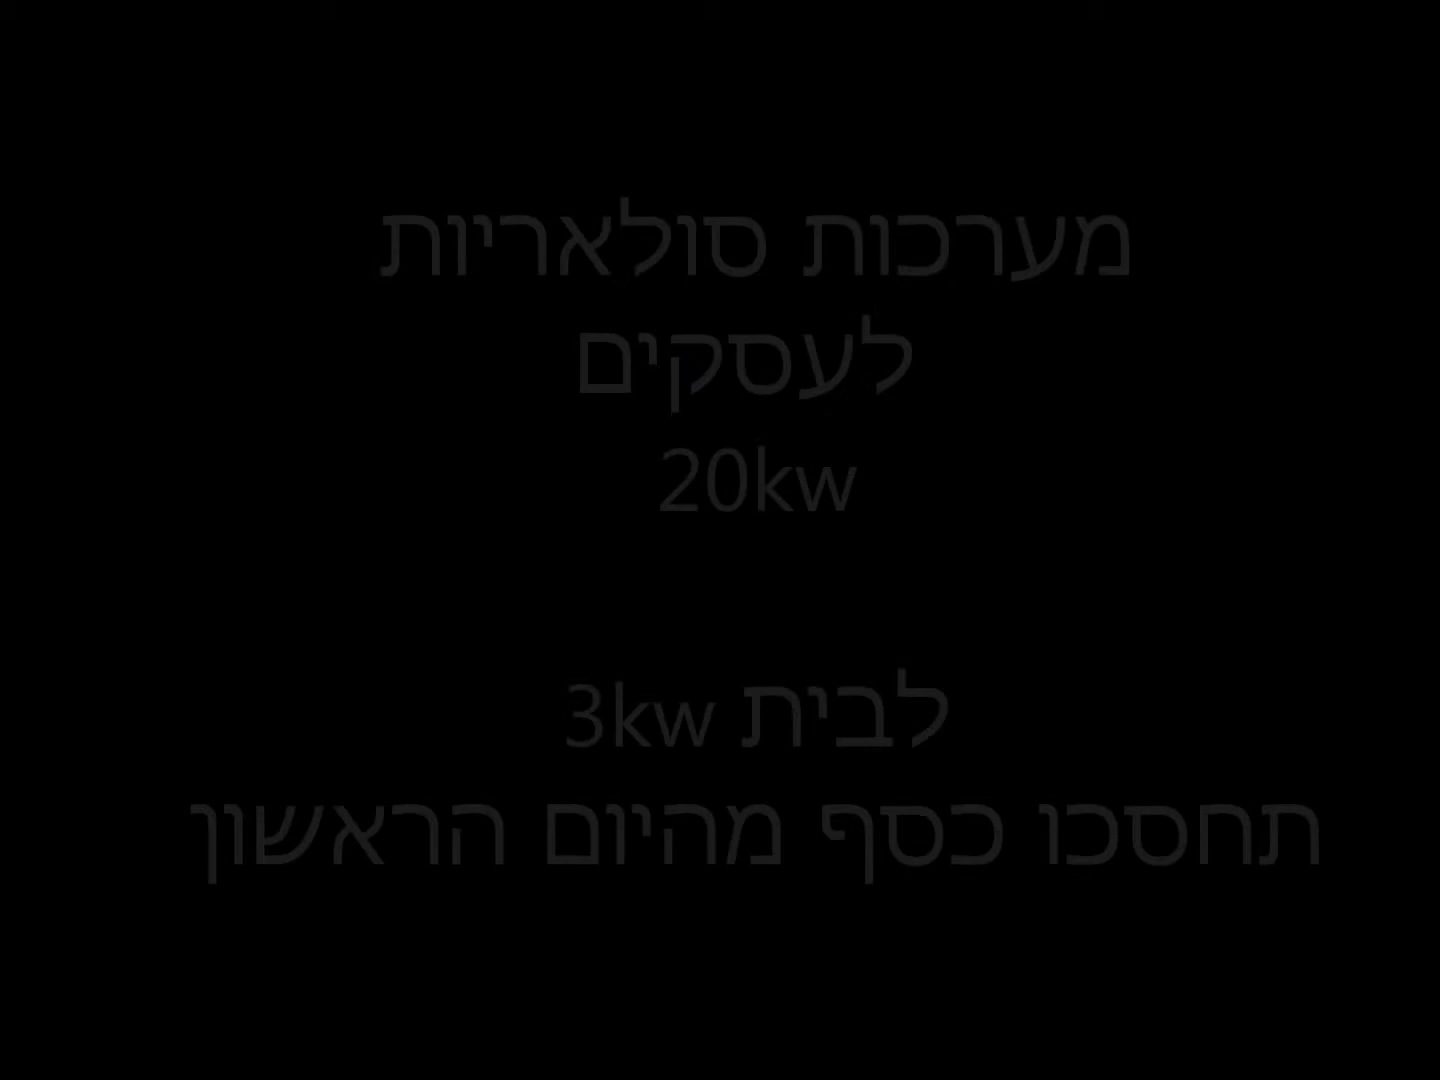 מערכות סולאריות
לעסקים
20kw
לבית 3kw
תחסכו כסף מהיום הראשון